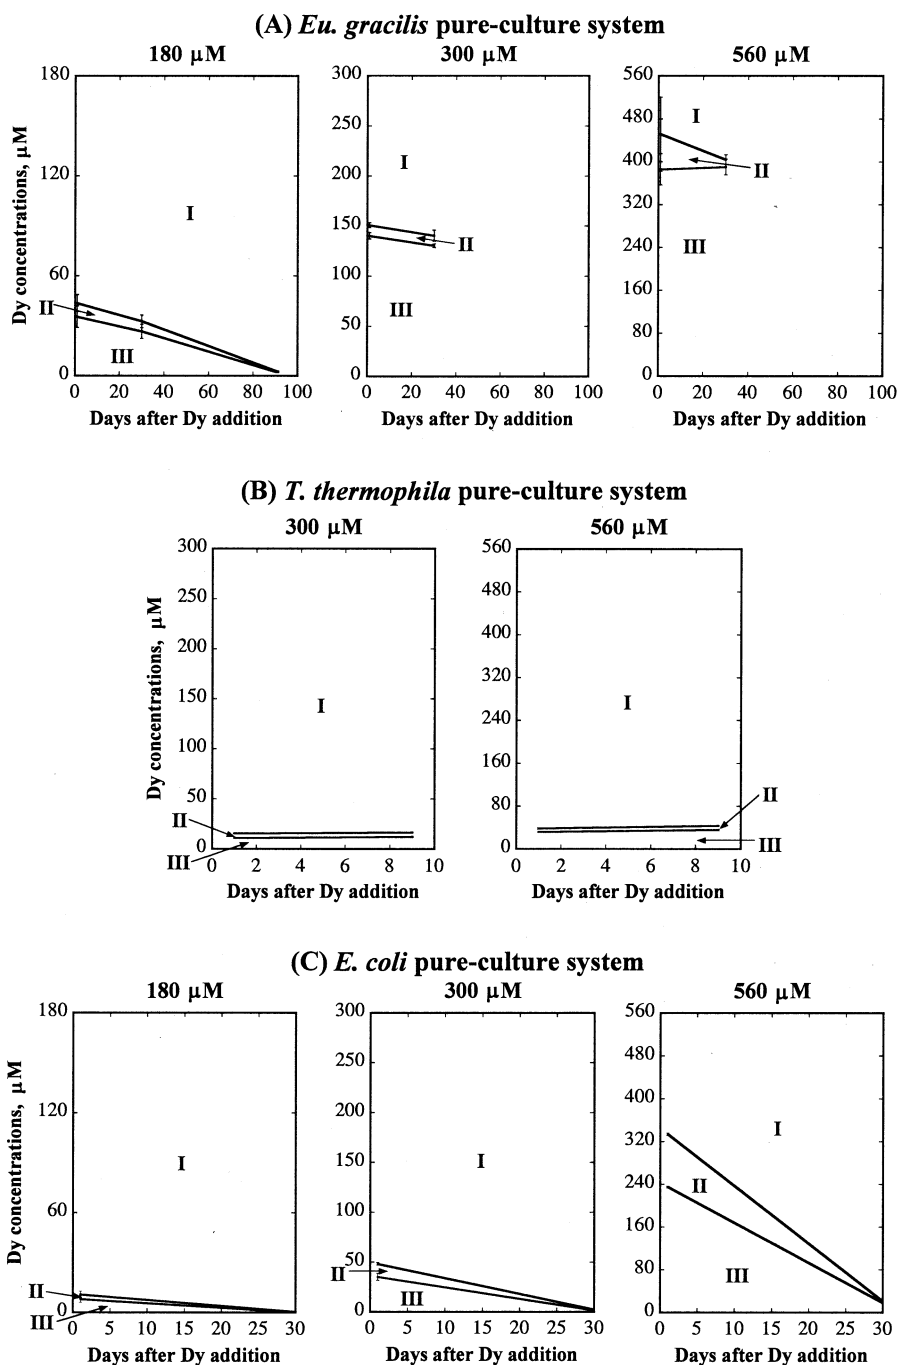 (A) Eu. gracilis pure-culture system
180 μM 300 μM 560 μM
Dy concentrations, μM
180
120
60
0
I
II
III
0 20 40 60 80 100
Days after Dy addition
300
250
200
150
100
50
0
I
II
III
0 20 40 60 80 100
Days after Dy addition
560
480
400
320
240
160
80
0
I
II
III
0 20 40 60 80 100
Days after Dy addition
(B) T. thermophila pure-culture system
300 μM 560 μM
Dy concentrations, μM
300
250
200
150
100
50
0
I
II
III
0 2 4 6 8 10
Days after Dy addition
560
480
400
320
240
160
80
0
I
II
III
0 2 4 6 8 10
Days after Dy addition
(C) E. coli pure-culture system
180 μM 300 μM 560 μM
Dy concentrations, μM
180
120
60
0
I
II
III
0 5 10 15 20 25 30
Days after Dy addition
300
250
200
150
100
50
0
I
II
III
0 5 10 15 20 25 30
Days after Dy addition
560
480
400
320
240
160
80
0
I
II
III
0 5 10 15 20 25 30
Days after Dy addition